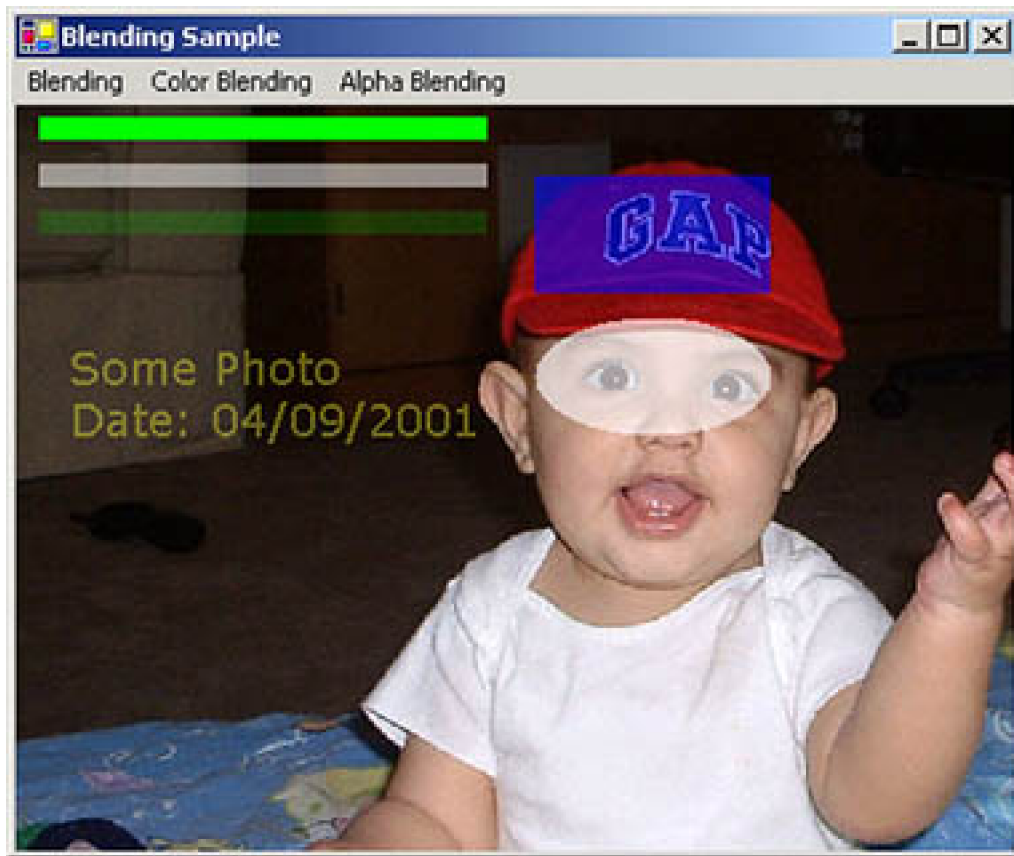 Blending Sample
Blending Color Blending Alpha Blending
GAP
Some Photo
Date: 04/09/2001